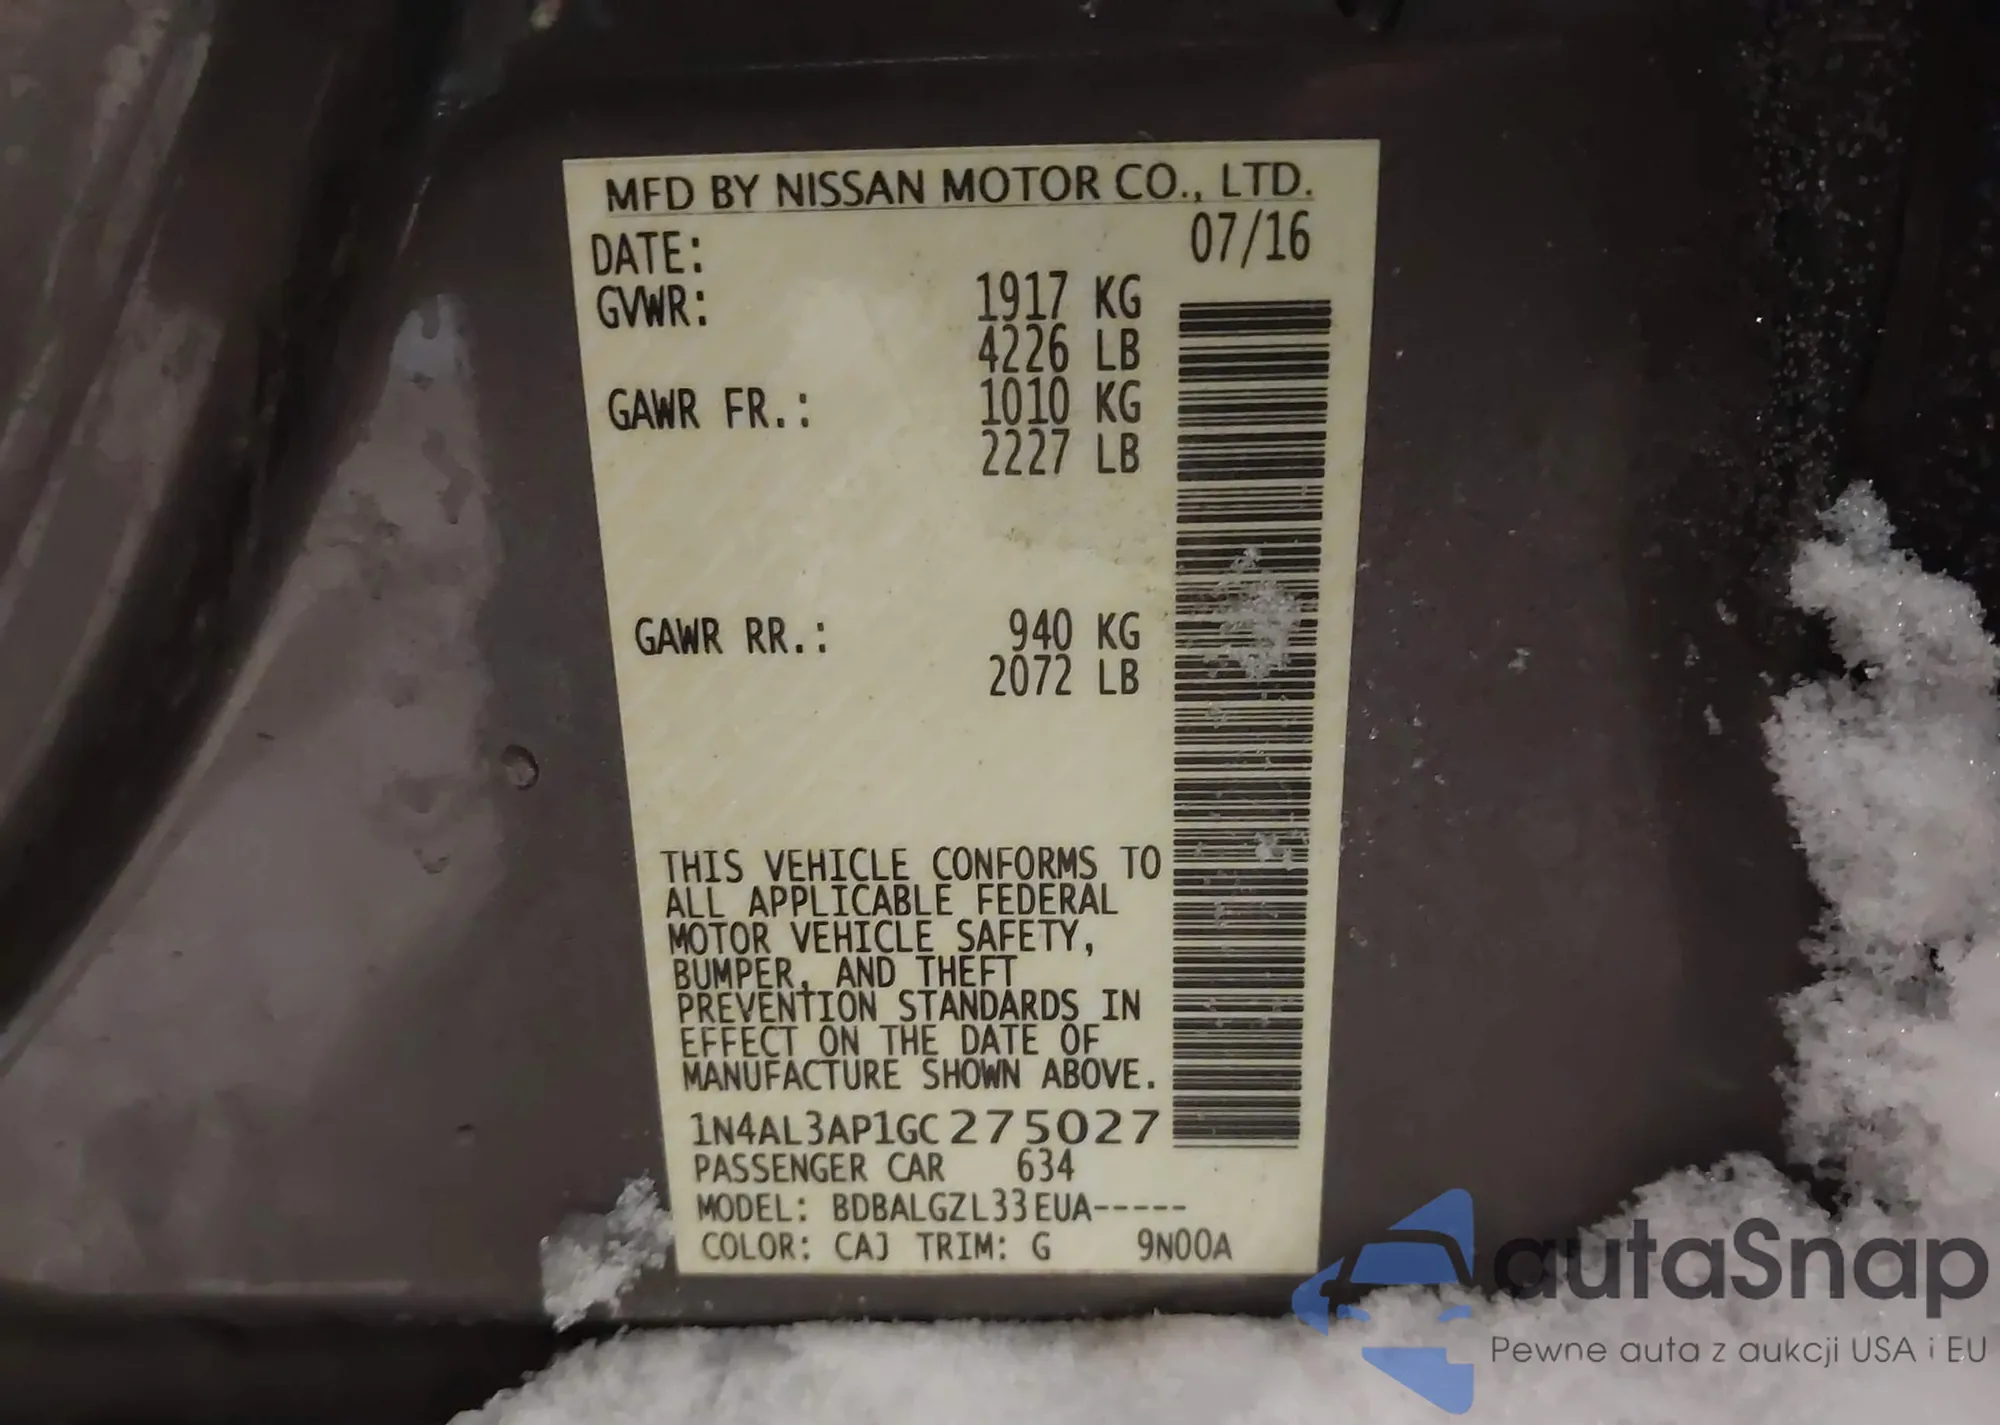 MFD BY NISSAN MOTOR CO., LTD.
DATE: 07/16
GVWR: 1917 KG
4226 LB
GAWR FR.: 1010 KG
2227 LB
GAWR RR.: 940 KG
2072 LB
THIS VEHICLE CONFORMS TO
ALL APPLICABLE FEDERAL
MOTOR VEHICLE SAFETY,
BUMPER, AND THEFT
PREVENTION STANDARDS IN
EFFECT ON THE DATE OF
MANUFACTURE SHOWN ABOVE.
1N4AL3AP1GC275027
PASSENGER CAR 634
MODEL: BDBALGZL33EUA-----
COLOR: CAJ TRIM: G 9N00A
autoSnap
Pewne auta z aukcji USA i EU